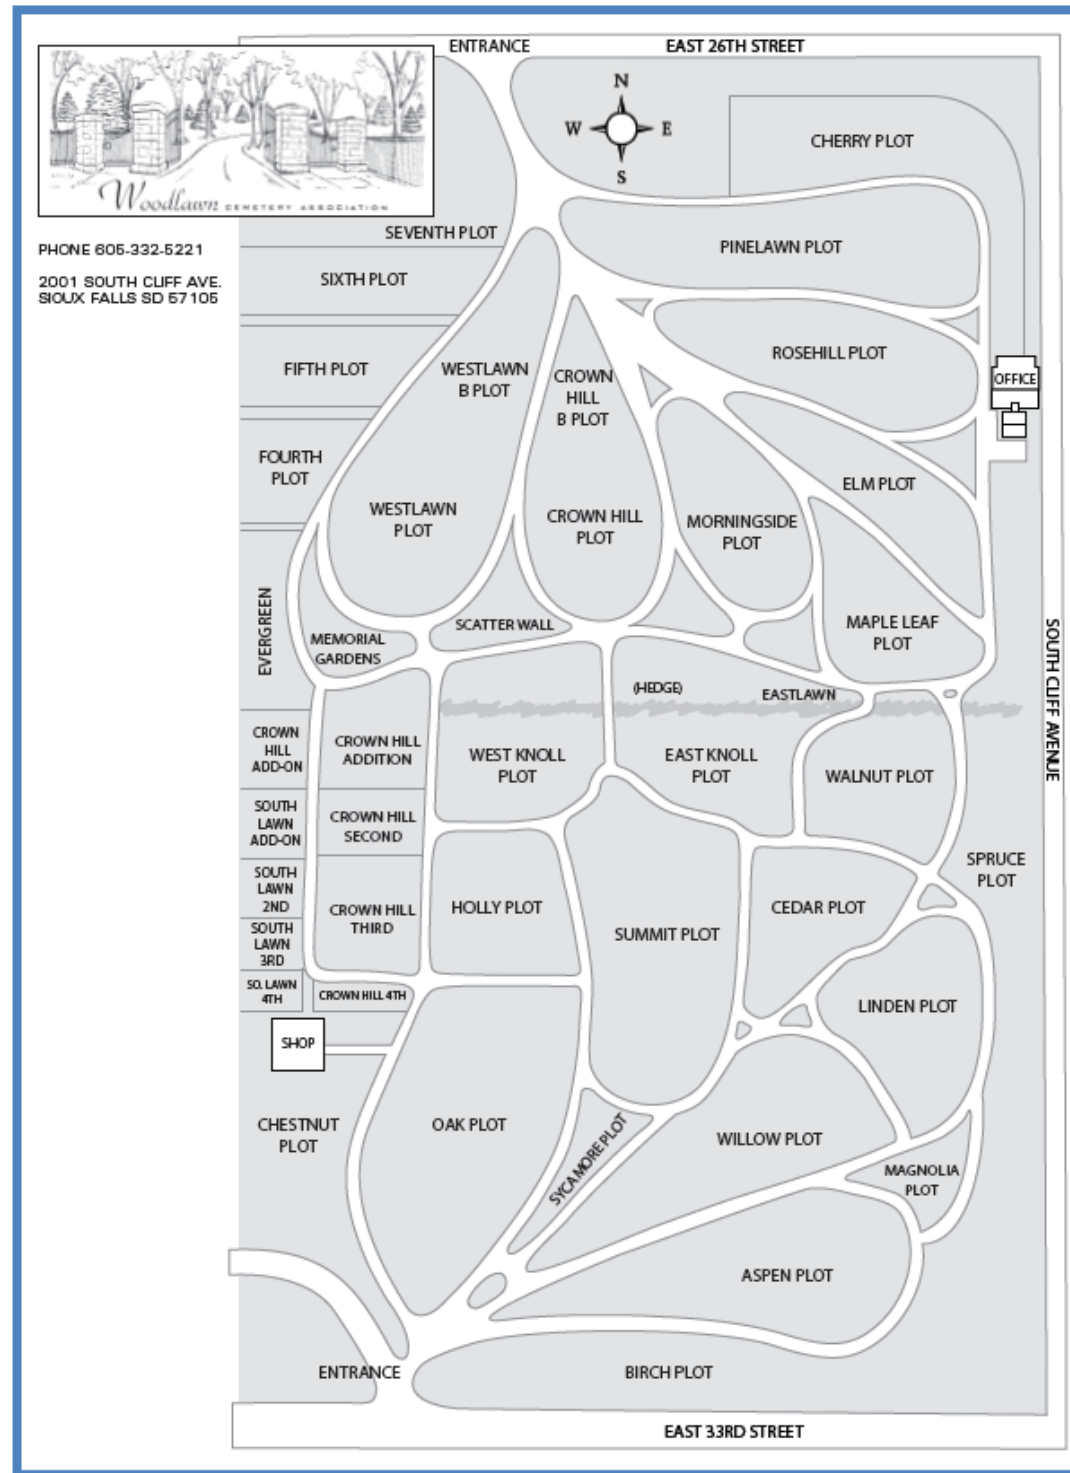 ENTRANCE
EAST 26TH STREET
N
W
E
S
Woodlawn
CEMETERY ASSOCIATION
PHONE 605-332-5221
2001 SOUTH CLIFF AVE.
SIOUX FALLS SD 57105
CHERRY PLOT
SEVENTH PLOT
PINELAWN PLOT
SIXTH PLOT
ROSEHILL PLOT
FIFTH PLOT
WESTLAWN
B PLOT
CROWN
HILL
B PLOT
OFFICE
FOURTH
PLOT
ELM PLOT
WESTLAWN
PLOT
CROWN HILL
PLOT
MORNINGSIDE
PLOT
EVERGREEN
MEMORIAL
GARDENS
SCATTER WALL
MAPLE LEAF
PLOT
SOUTH CLIFF AVENUE
(HEDGE)
EASTLAWN
CROWN
HILL
ADD-ON
CROWN HILL
ADDITION
WEST KNOLL
PLOT
EAST KNOLL
PLOT
WALNUT PLOT
SOUTH
LAWN
ADD-ON
CROWN HILL
SECOND
SPRUCE
PLOT
SOUTH
LAWN
2ND
CROWN HILL
THIRD
HOLLY PLOT
CEDAR PLOT
SOUTH
LAWN
3RD
SUMMIT PLOT
SO. LAWN
4TH
CROWN HILL 4TH
LINDEN PLOT
SHOP
CHESTNUT
PLOT
OAK PLOT
SYCAMORE PLOT
WILLOW PLOT
MAGNOLIA
PLOT
ASPEN PLOT
ENTRANCE
BIRCH PLOT
EAST 33RD STREET